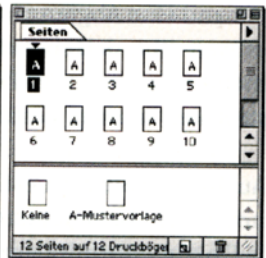 Seiten
A A A A A
1 2 3 4 5
A A A A A
6 7 8 9 10
Keine A-Mustervorlage
12 Seiten auf 12 Druckböge